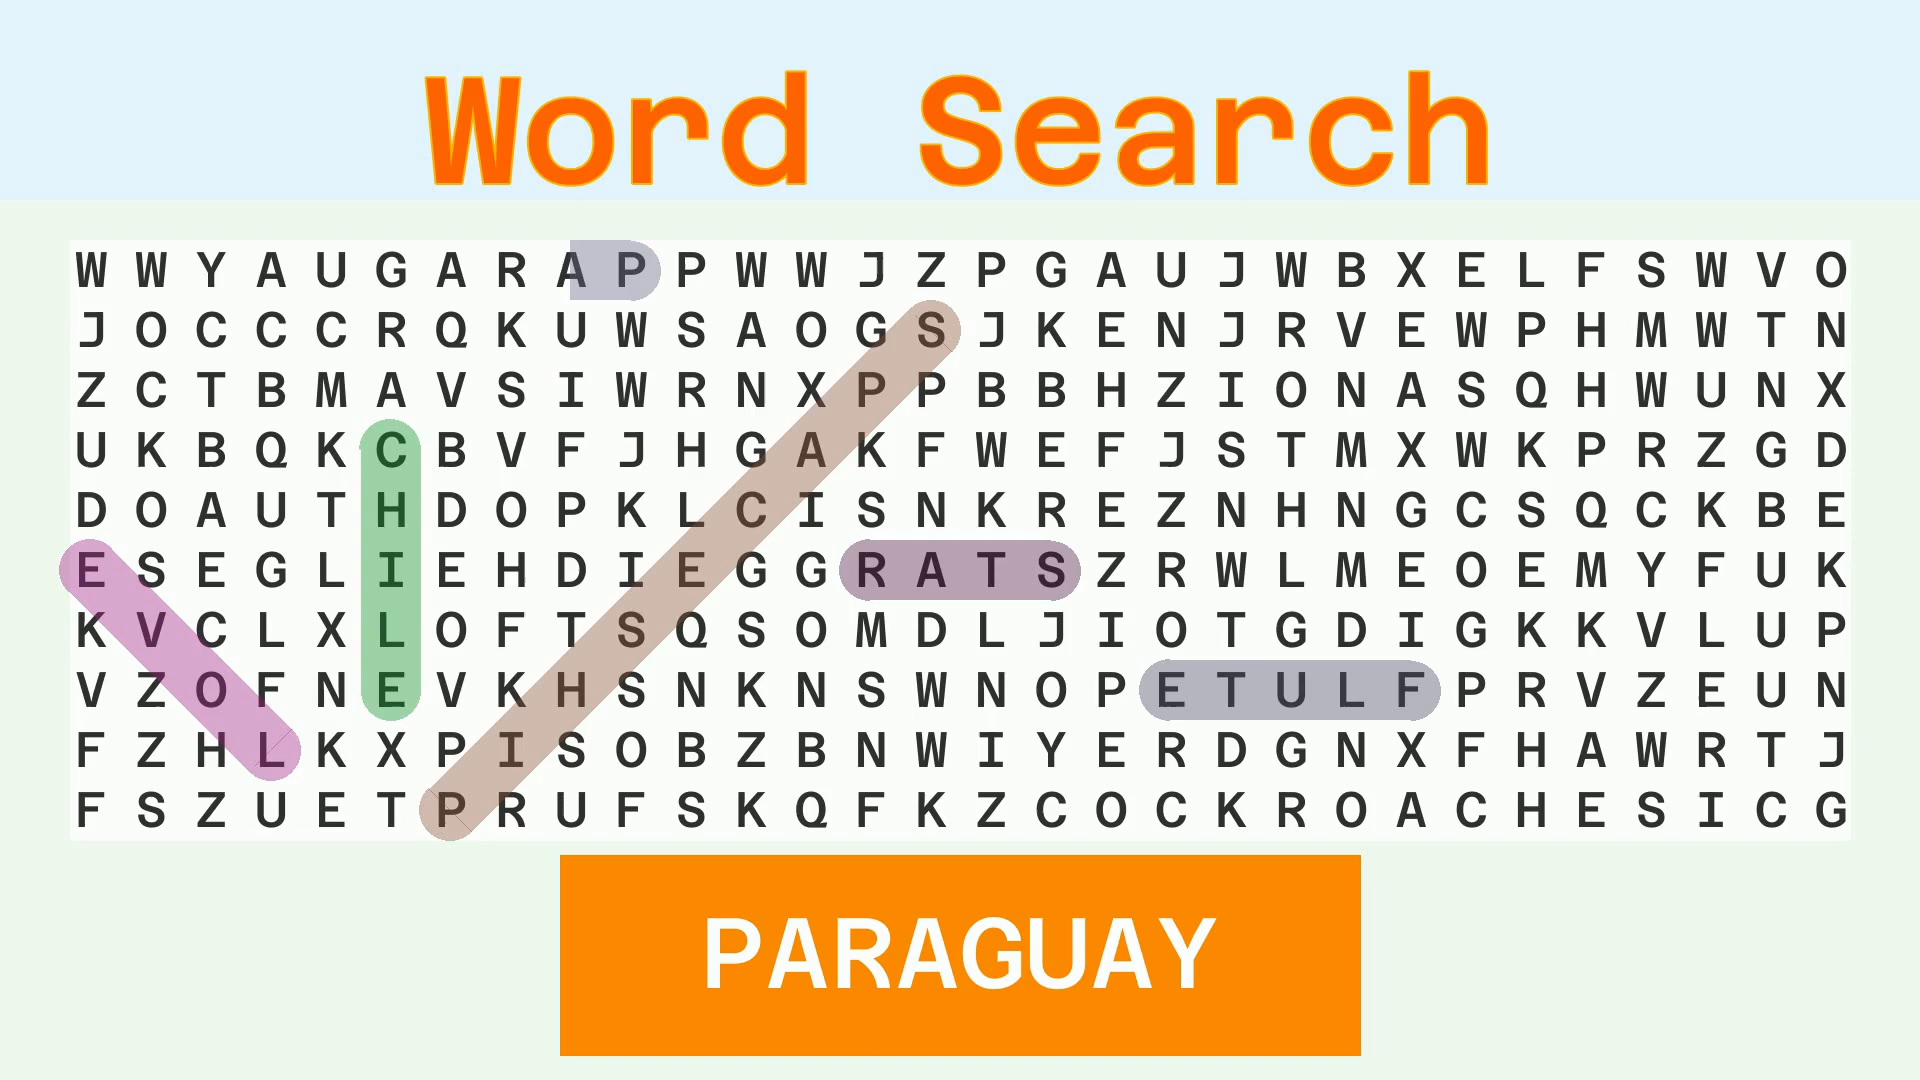 Word Search
W W Y A U G A R A P P W W J Z P G A U J W B X E L F S W V O
J O C C C R Q K U W S A O G S J K E N J R V E W P H M W T N
Z C T B M A V S I W R N X P P B B H Z I O N A S Q H W U N X
U K B Q K C B V F J H G A K F W E F J S T M X W K P R Z G D
D O A U T H D O P K L C I S N K R E Z N H N G C S Q C K B E
E S E G L I E H D I E G G R A T S Z R W L M E O E M Y F U K
K V C L X L O F T S Q S O M D L J I O T G D I G K K V L U P
V Z O F N E V K H S N K N S W N O P E T U L F P R V Z E U N
F Z H L K X P I S O B Z B N W I Y E R D G N X F H A W R T J
F S Z U E T P R U F S K Q F K Z C O C K R O A C H E S I C G
PARAGUAY